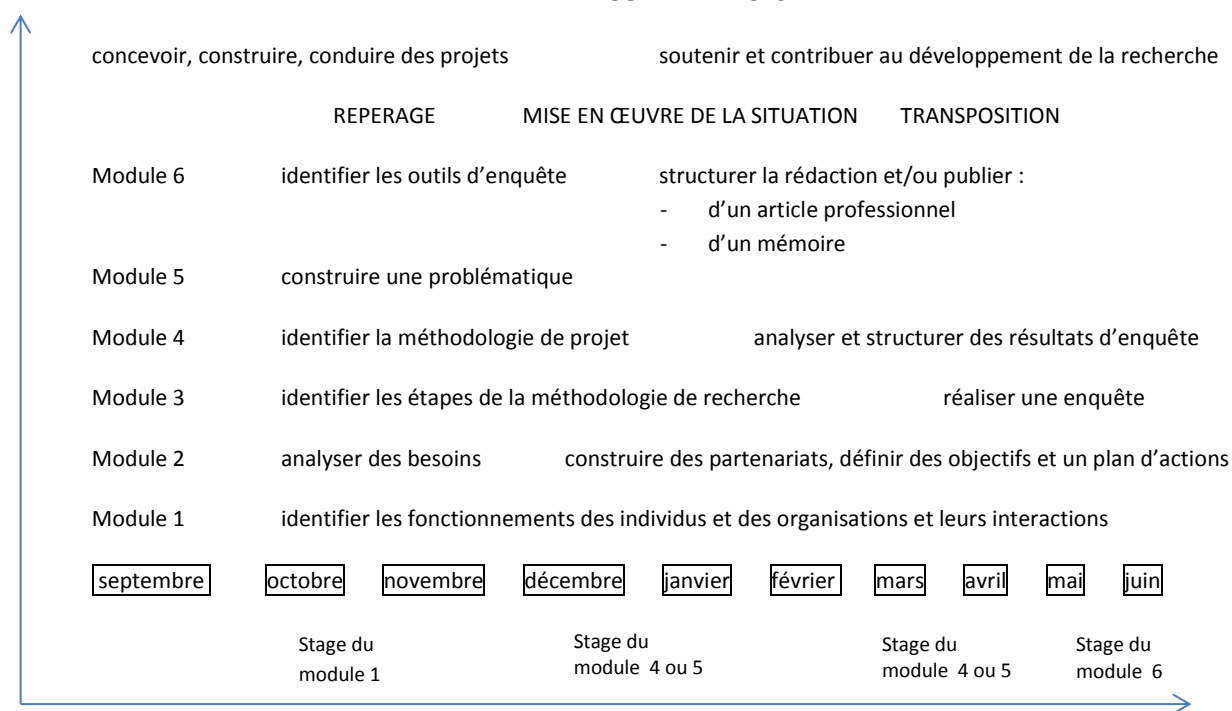 concevoir, construire, conduire des projets soutenir et contribuer au développement de la recherche
REPERAGE MISE EN ŒUVRE DE LA SITUATION TRANSPOSITION
Module 6 identifier les outils d’enquête structurer la rédaction et/ou publier :
- d’un article professionnel
- d’un mémoire
Module 5 construire une problématique
Module 4 identifier la méthodologie de projet analyser et structurer des résultats d’enquête
Module 3 identifier les étapes de la méthodologie de recherche réaliser une enquête
Module 2 analyser des besoins construire des partenariats, définir des objectifs et un plan d’actions
Module 1 identifier les fonctionnements des individus et des organisations et leurs interactions
septembre octobre novembre décembre janvier février mars avril mai juin
Stage du Stage du Stage du Stage du
module 1 module 4 ou 5 module 4 ou 5 module 6